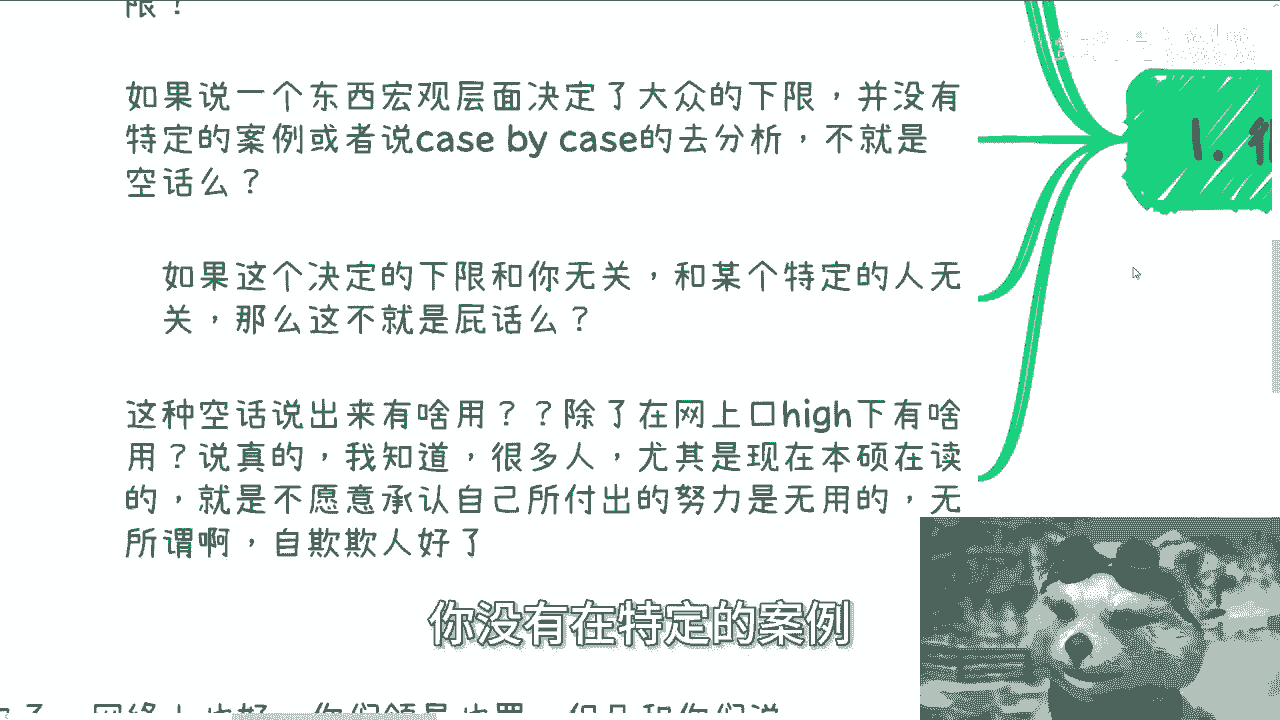 限？
如果说一个东西宏观层面决定了大众的下限，并没有
特定的案例或者说case by case的去分析，不就是
空话么？
如果这个决定的下限和你无关，和某个特定的人无
关，那么这不就是屁话么？
这种空话说出来有啥用？？除了在网上口high下有啥
用？说真的，我知道，很多人，尤其是现在本硕在读
的，就是不愿意承认自己所付出的努力是无用的，无
所谓啊，自欺欺人好了
1.
你没有在特定的案例